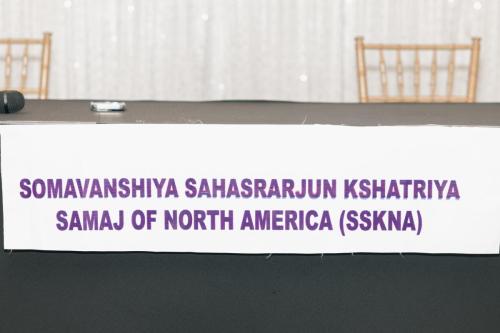 SOMAVANSHIYA SAHASRARJUN KSHATRIYA
SAMAJ OF NORTH AMERICA (SSKNA)